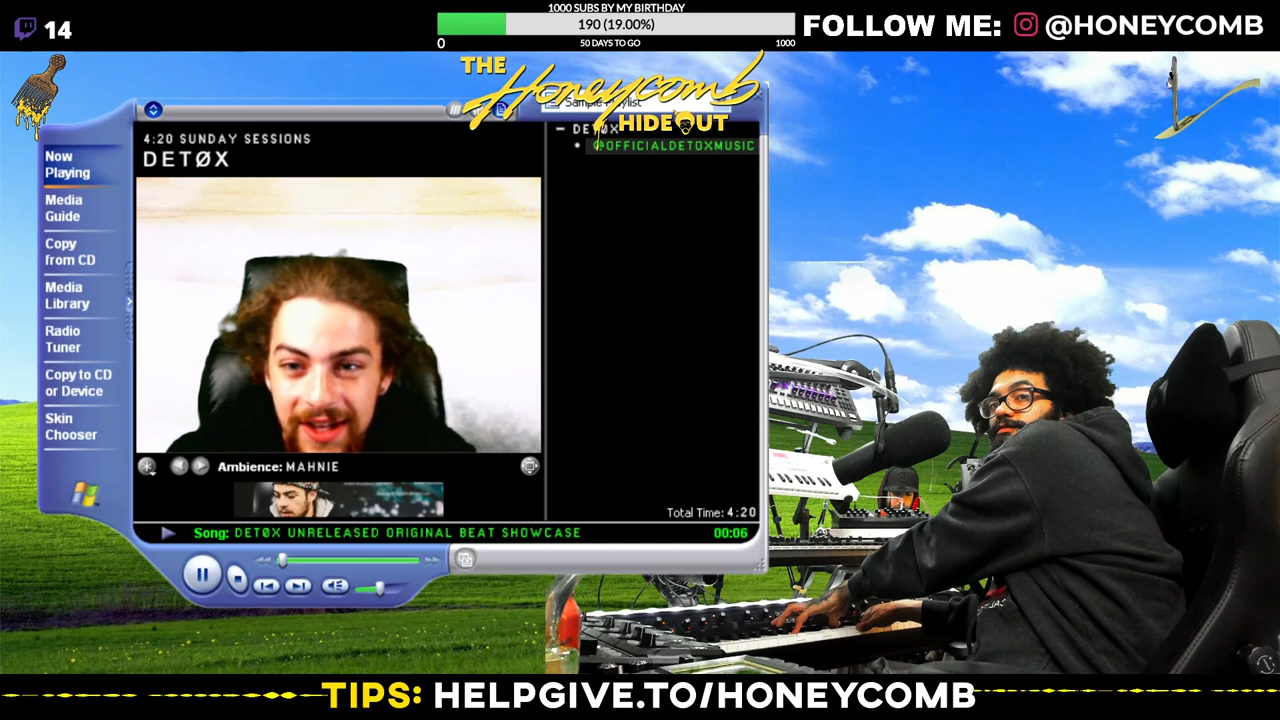 14
1000 SUBS BY MY BIRTHDAY
190 (19.00%)
0
50 DAYS TO GO
1000
FOLLOW ME: @HONEYCOMB
THE
Honeycomb
HIDEOUT
Sample Playlist
4:20 SUNDAY SESSIONS
DETØX
DETØX
@OFFICIALDETOXMUSIC
Now
Playing
Media
Guide
Copy
from CD
Media
Library
Radio
Tuner
Copy to CD
or Device
Skin
Chooser
Ambience: MAHNIE
Total Time: 4:20
Song: DETØX UNRELEASED ORIGINAL BEAT SHOWCASE
00:06
TIPS: HELPGIVE.TO/HONEYCOMB